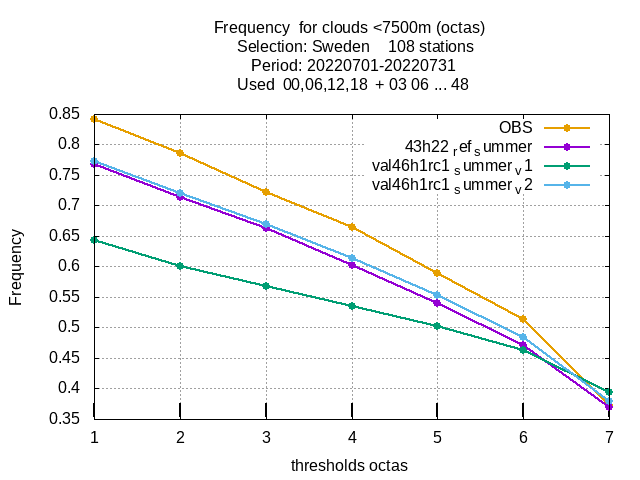 Frequency  for clouds <7500m (octas)
Selection: Sweden    108 stations
Period: 20220701-20220731
Used  00,06,12,18  + 03 06 ... 48
0.85
0.8
0.75
0.7
0.65
0.6
0.55
0.5
0.45
0.4
0.35
Frequency
OBS
43h22 ref summer
val46h1rc1 summer v1
val46h1rc1 summer v2
1 2 3 4 5 6 7
thresholds octas